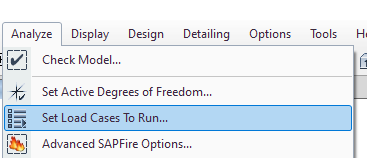 Analyze Display Design Detailing Options Tools
Check Model...
Set Active Degrees of Freedom...
Set Load Cases To Run...
Advanced SAPFire Options...